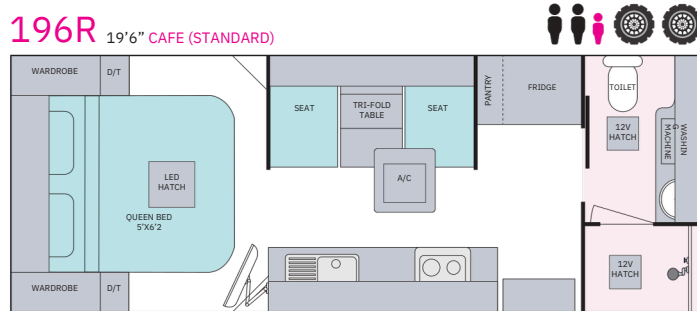 196R 19’6” CAFE (STANDARD)
WARDROBE
D/T
SEAT
TRI-FOLD
TABLE
SEAT
PANTRY
FRIDGE
TOILET
12V
HATCH
WASHIN
G
MACHINE
LED
HATCH
A/C
QUEEN BED
5'X6'2
WARDROBE
D/T
12V
HATCH